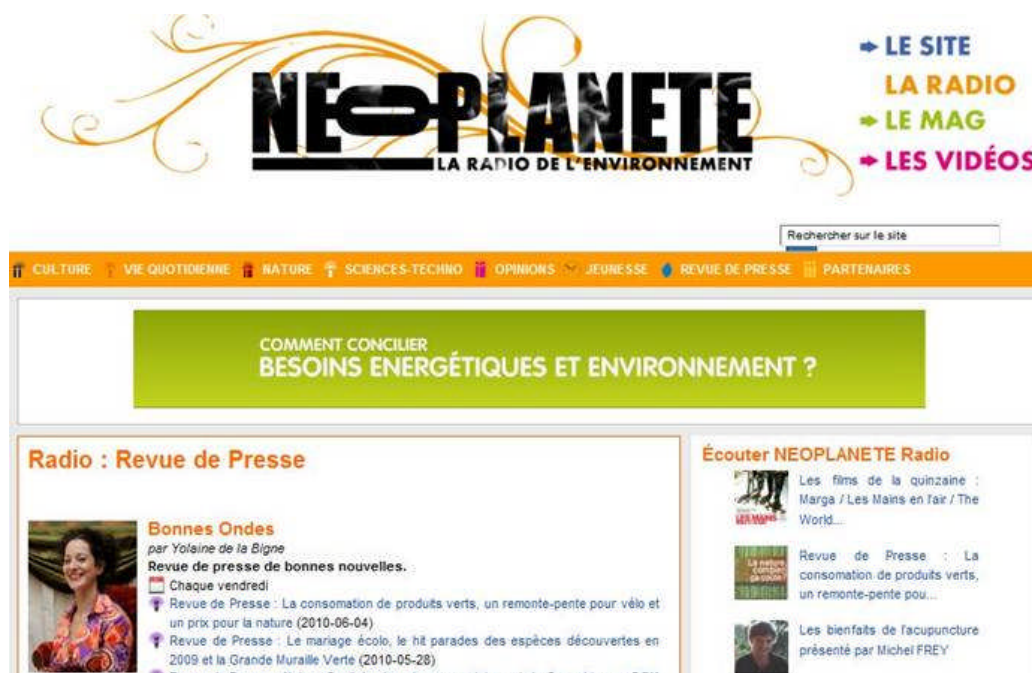 NEOPLANETE
LA RADIO DE L'ENVIRONNEMENT
LE SITE
LA RADIO
LE MAG
LES VIDÉOS
Rechercher sur le site
CULTURE VIE QUOTIDIENNE NATURE SCIENCES-TECHNO OPINIONS JEUNESSE REVUE DE PRESSE PARTENAIRES
COMMENT CONCILIER
BESOINS ENERGÉTIQUES ET ENVIRONNEMENT ?
Radio : Revue de Presse
Bonnes Ondes
par Yolaine de la Bigne
Revue de presse de bonnes nouvelles.
Chaque vendredi
Revue de Presse : La consomation de produits verts, un remonte-pente pour vélo et
un prix pour la nature (2010-06-04)
Revue de Presse : Le mariage écolo, le hit parades des espèces découvertes en
2009 et la Grande Muraille Verte (2010-05-28)
Écouter NEOPLANETE Radio
Les films de la quinzaine :
Marga / Les Mains en l'air / The
World...
LES MAINS
La nature
Revue de Presse : La
consomation de produits verts,
un remonte-pente pou...
Les bienfaits de l'acupuncture
présenté par Michel FREY